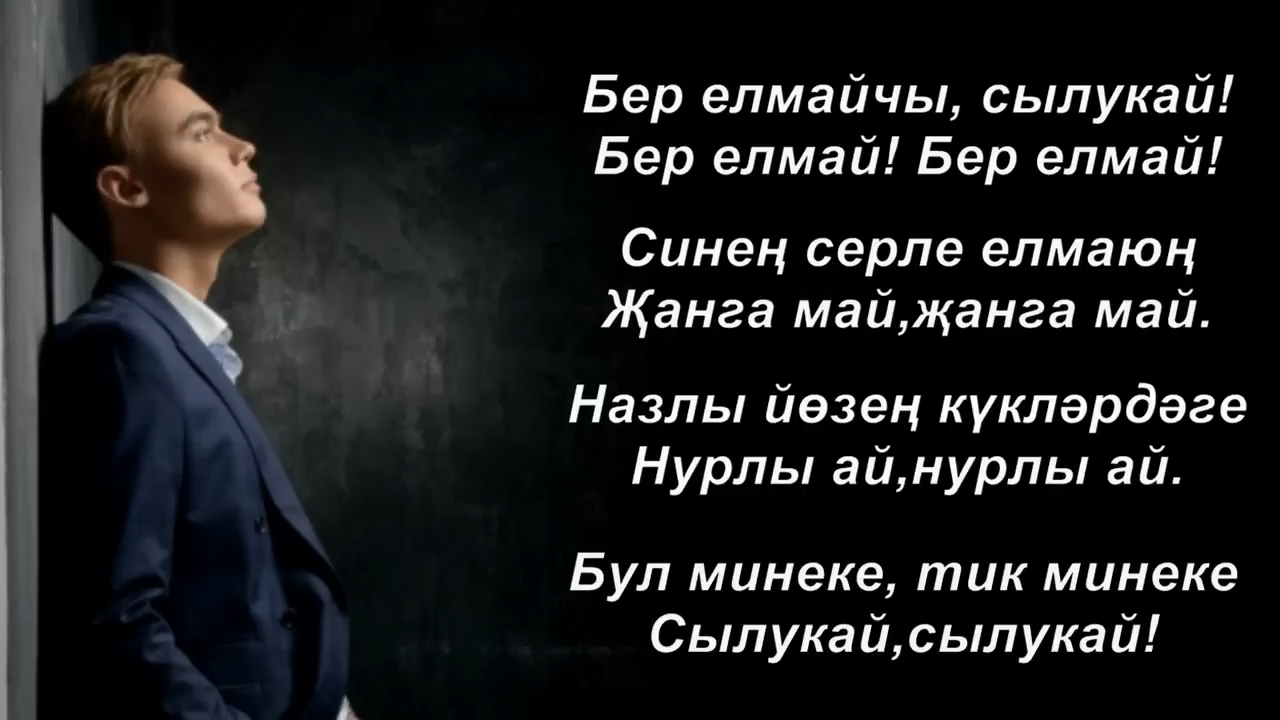 Бер елмайчы, сылукай!
Бер елмай! Бер елмай!
Синең серле елмаюң
Җанга май,җанга май.
Назлы йөзең күкләрдәге
Нурлы ай,нурлы ай.
Бул минеке, тик минеке
Сылукай,сылукай!